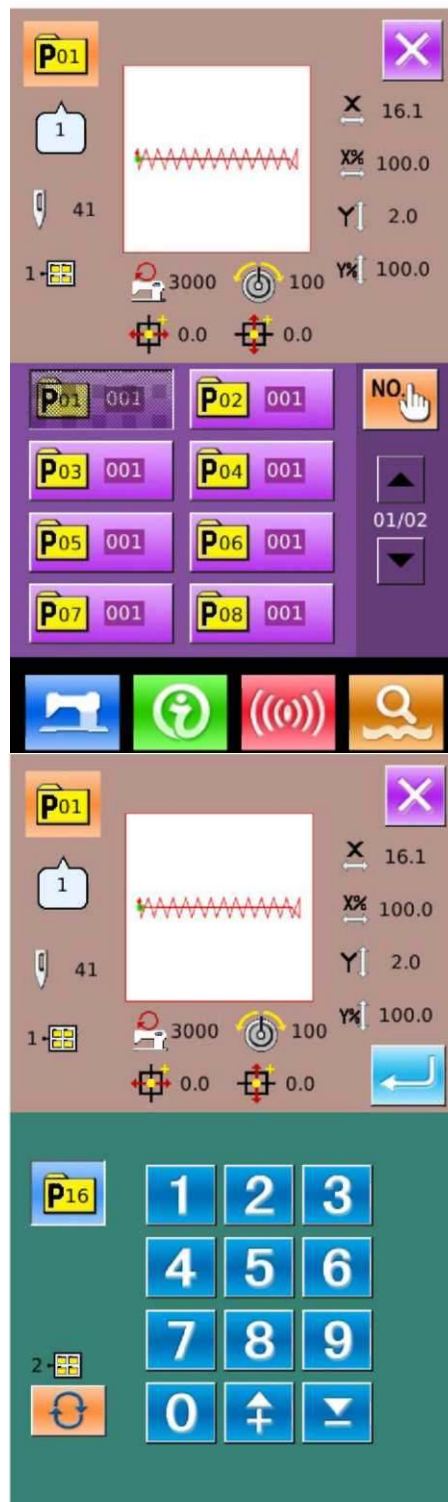 P01
1
X 16.1
X% 100.0
41
Y 2.0
1
3000
100
Y% 100.0
0.0
0.0
P01 001
P02 001
NO.
P03 001
P04 001
01/02
P05 001
P06 001
P07 001
P08 001
P01
1
X 16.1
X% 100.0
41
Y 2.0
1
3000
100
Y% 100.0
0.0
0.0
P16
1 2 3
4 5 6
7 8 9
2
0